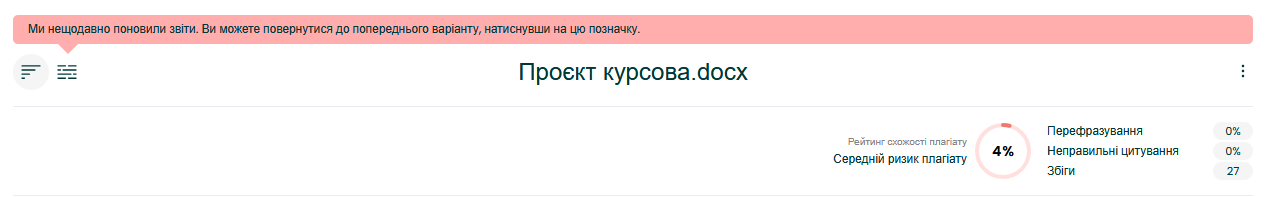 Ми нещодавно поновили звіти. Ви можете повернутися до попереднього варіанту, натиснувши на цю позначку.
Проєкт курсова.docx
Рейтинг схожості плагіату
Середній ризик плагіату
4%
Перефразування 0%
Неправильні цитування 0%
Збіги 27